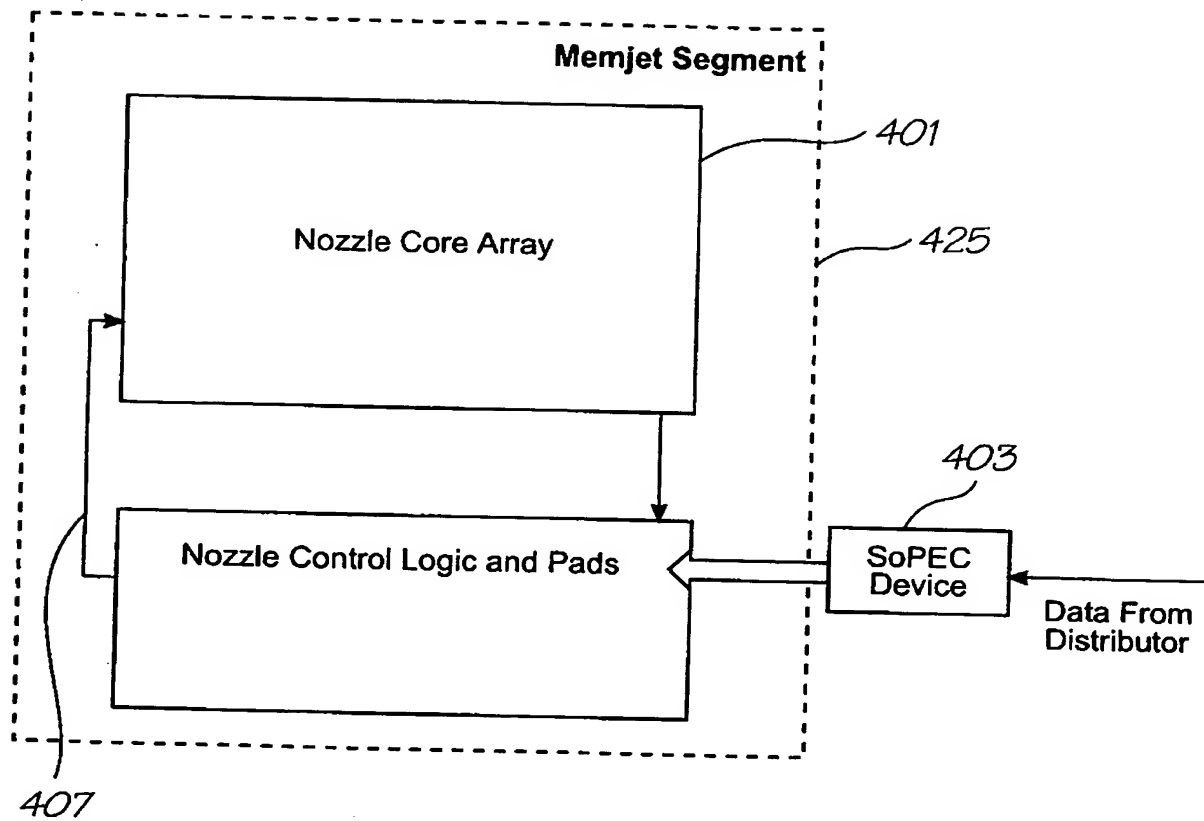 Memjet Segment
401
Nozzle Core Array
425
403
Nozzle Control Logic and Pads
SoPEC
Device
Data From
Distributor
407